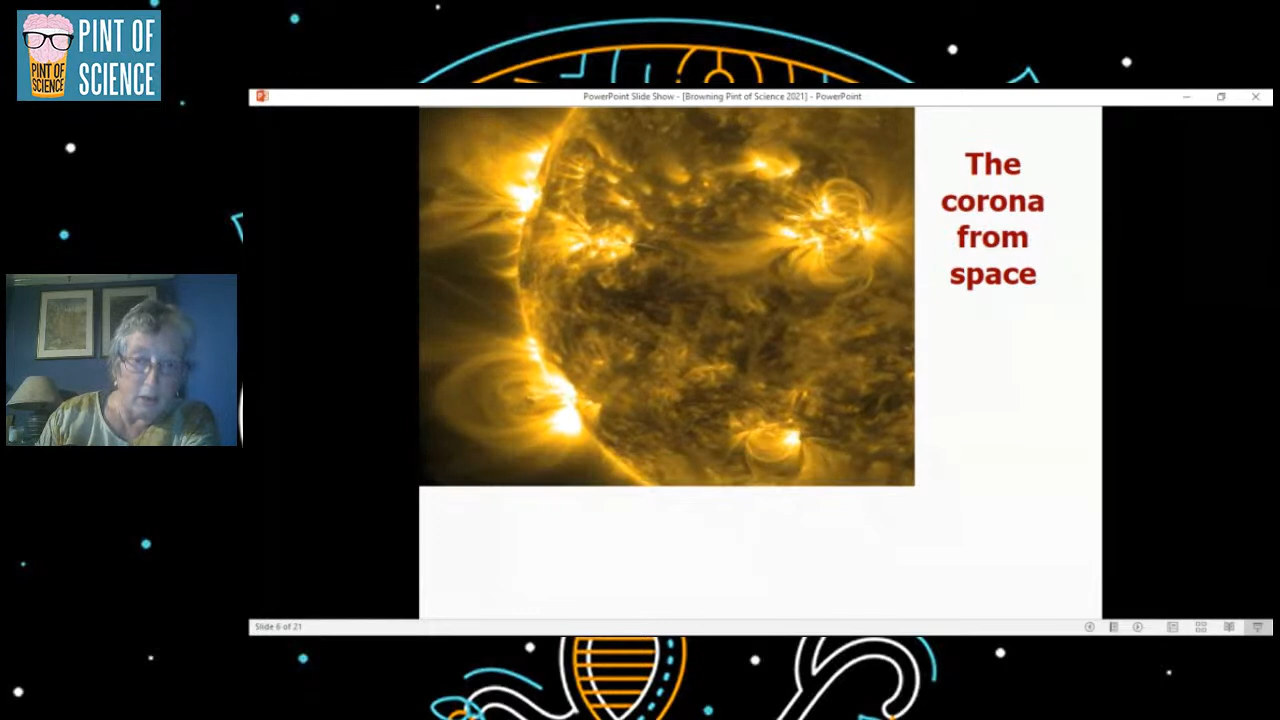 PINT OF
SCIENCE
PINT OF
SCIENCE
PowerPoint Slide Show - [Browning Pint of Science 2021] - PowerPoint
The
corona
from
space
Slide 6 of 21